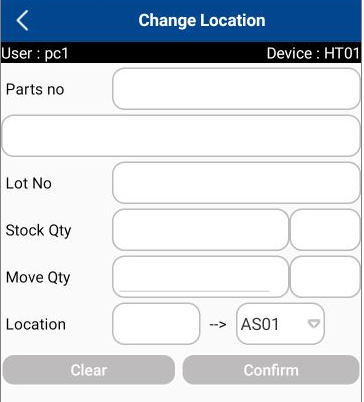 Change Location
User : pc1 Device : HT01
Parts no
Lot No
Stock Qty
Move Qty
Location --> AS01
Clear Confirm